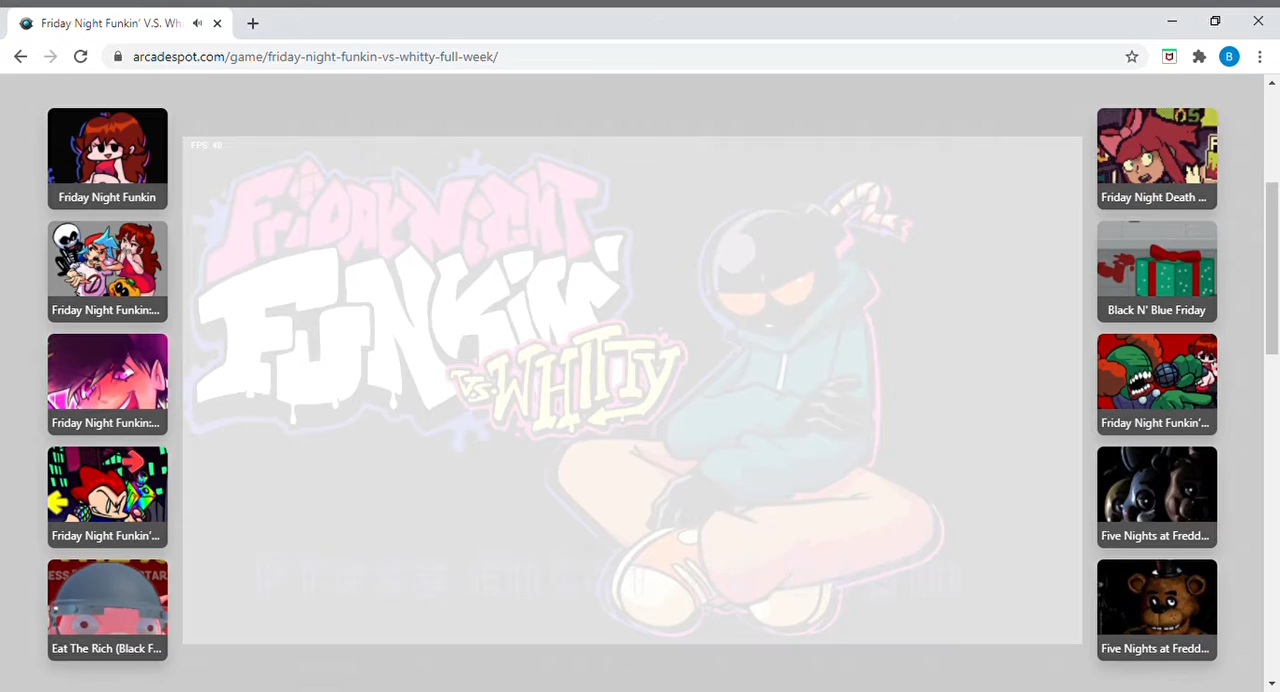 Friday Night Funkin' V.S. Wh
arcadespot.com/game/friday-night-funkin-vs-whitty-full-week/
B
Friday Night Funkin
Friday Night Funkin:...
Friday Night Funkin:...
Friday Night Funkin'...
Eat The Rich (Black F...
FPS: 48
FRIDAY NIGHT
FUNKIN'
VS. WHITTY
Friday Night Death ...
Black N' Blue Friday
Friday Night Funkin'...
Five Nights at Fredd...
Five Nights at Fredd...